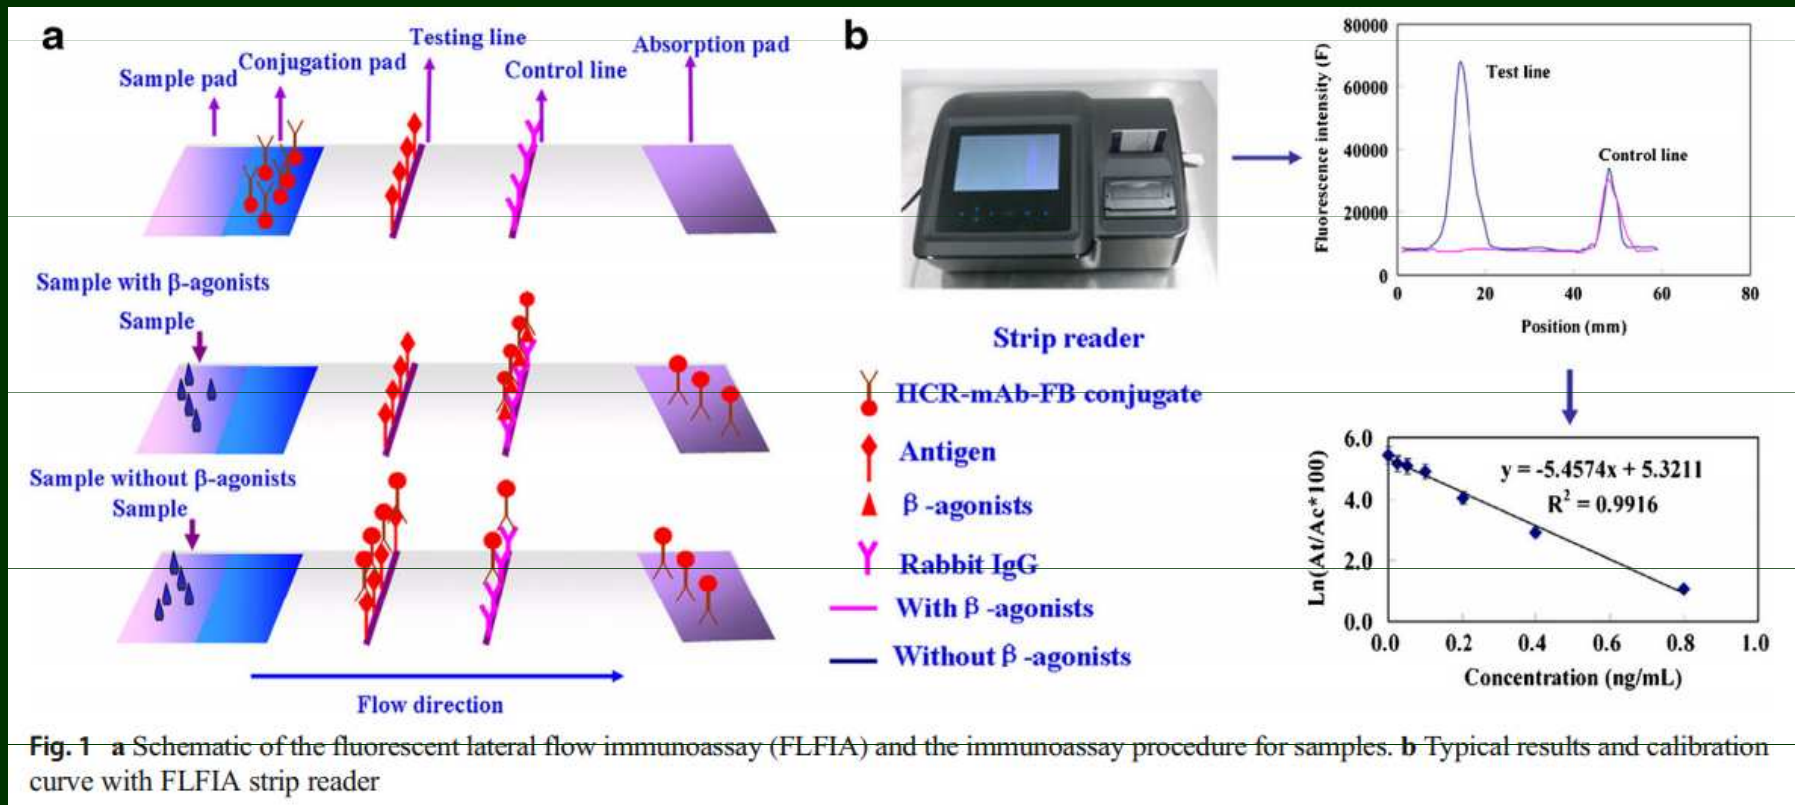 a
Sample pad
Conjugation pad
Testing line
Control line
Absorption pad
Sample with β-agonists
Sample
Sample without β-agonists
Sample
Flow direction
b
Strip reader
HCR-mAb-FB conjugate
Antigen
β -agonists
Rabbit IgG
With β -agonists
Without β -agonists
Fluorescence intensity (F)
80000
60000
40000
20000
0
Test line
Control line
0 20 40 60 80
Position (mm)
Ln(At/Ac*100)
6.0
4.0
2.0
0.0
y = -5.4574x + 5.3211
R² = 0.9916
0.0 0.2 0.4 0.6 0.8 1.0
Concentration (ng/mL)
Fig. 1 a Schematic of the fluorescent lateral flow immunoassay (FLFIA) and the immunoassay procedure for samples. b Typical results and calibration
curve with FLFIA strip reader